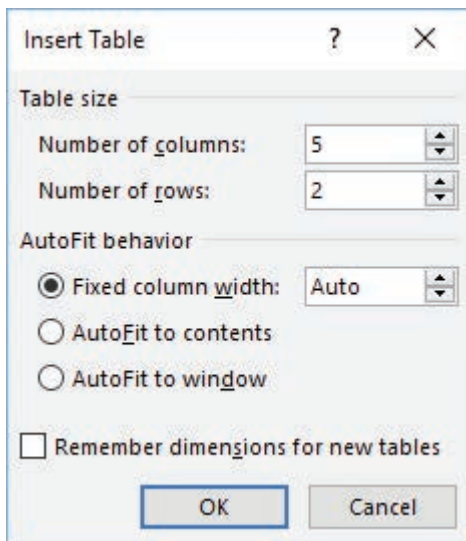 Insert Table ?
Table size
Number of columns: 5
Number of rows: 2
AutoFit behavior
Fixed column width: Auto
AutoFit to contents
AutoFit to window
Remember dimensions for new tables
OK Cancel